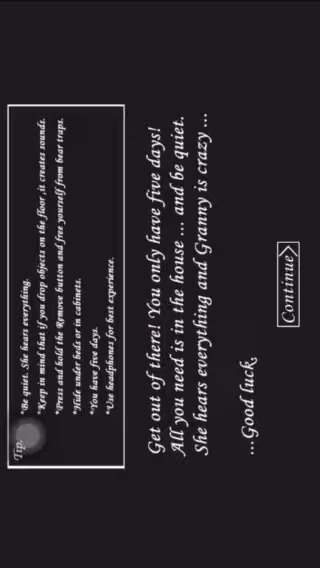 Tip.
*Be quiet. She hears everything.
*Keep in mind that if you drop objects on the floor ,it creates sounds.
*Press and hold the Remove button and free yourself from bear traps.
*Hide under beds or in cabinets.
*You have five days.
*Use headphones for best experience.
Get out of there! You only have five days!
All you need is in the house ... and be quiet.
She hears everything and Granny is crazy ...
...Good luck,
Continue>